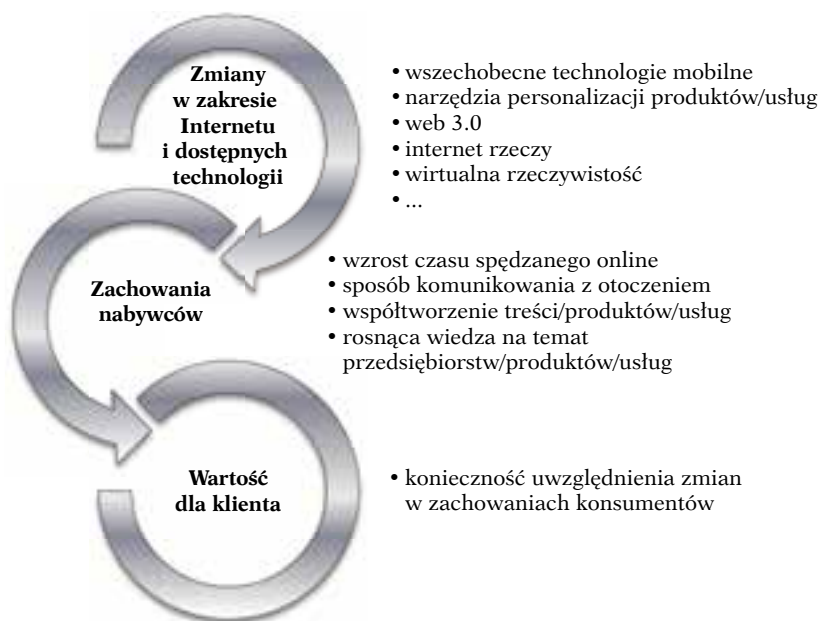 Zmiany
w zakresie
Internetu
i dostępnych
technologii
• wszechobecne technologie mobilne
• narzędzia personalizacji produktów/usług
• web 3.0
• internet rzeczy
• wirtualna rzeczywistość
• ...
Zachowania
nabywców
• wzrost czasu spędzanego online
• sposób komunikowania z otoczeniem
• współtworzenie treści/produktów/usług
• rosnąca wiedza na temat
przedsiębiorstw/produktów/usług
Wartość
dla klienta
• konieczność uwzględnienia zmian
w zachowaniach konsumentów